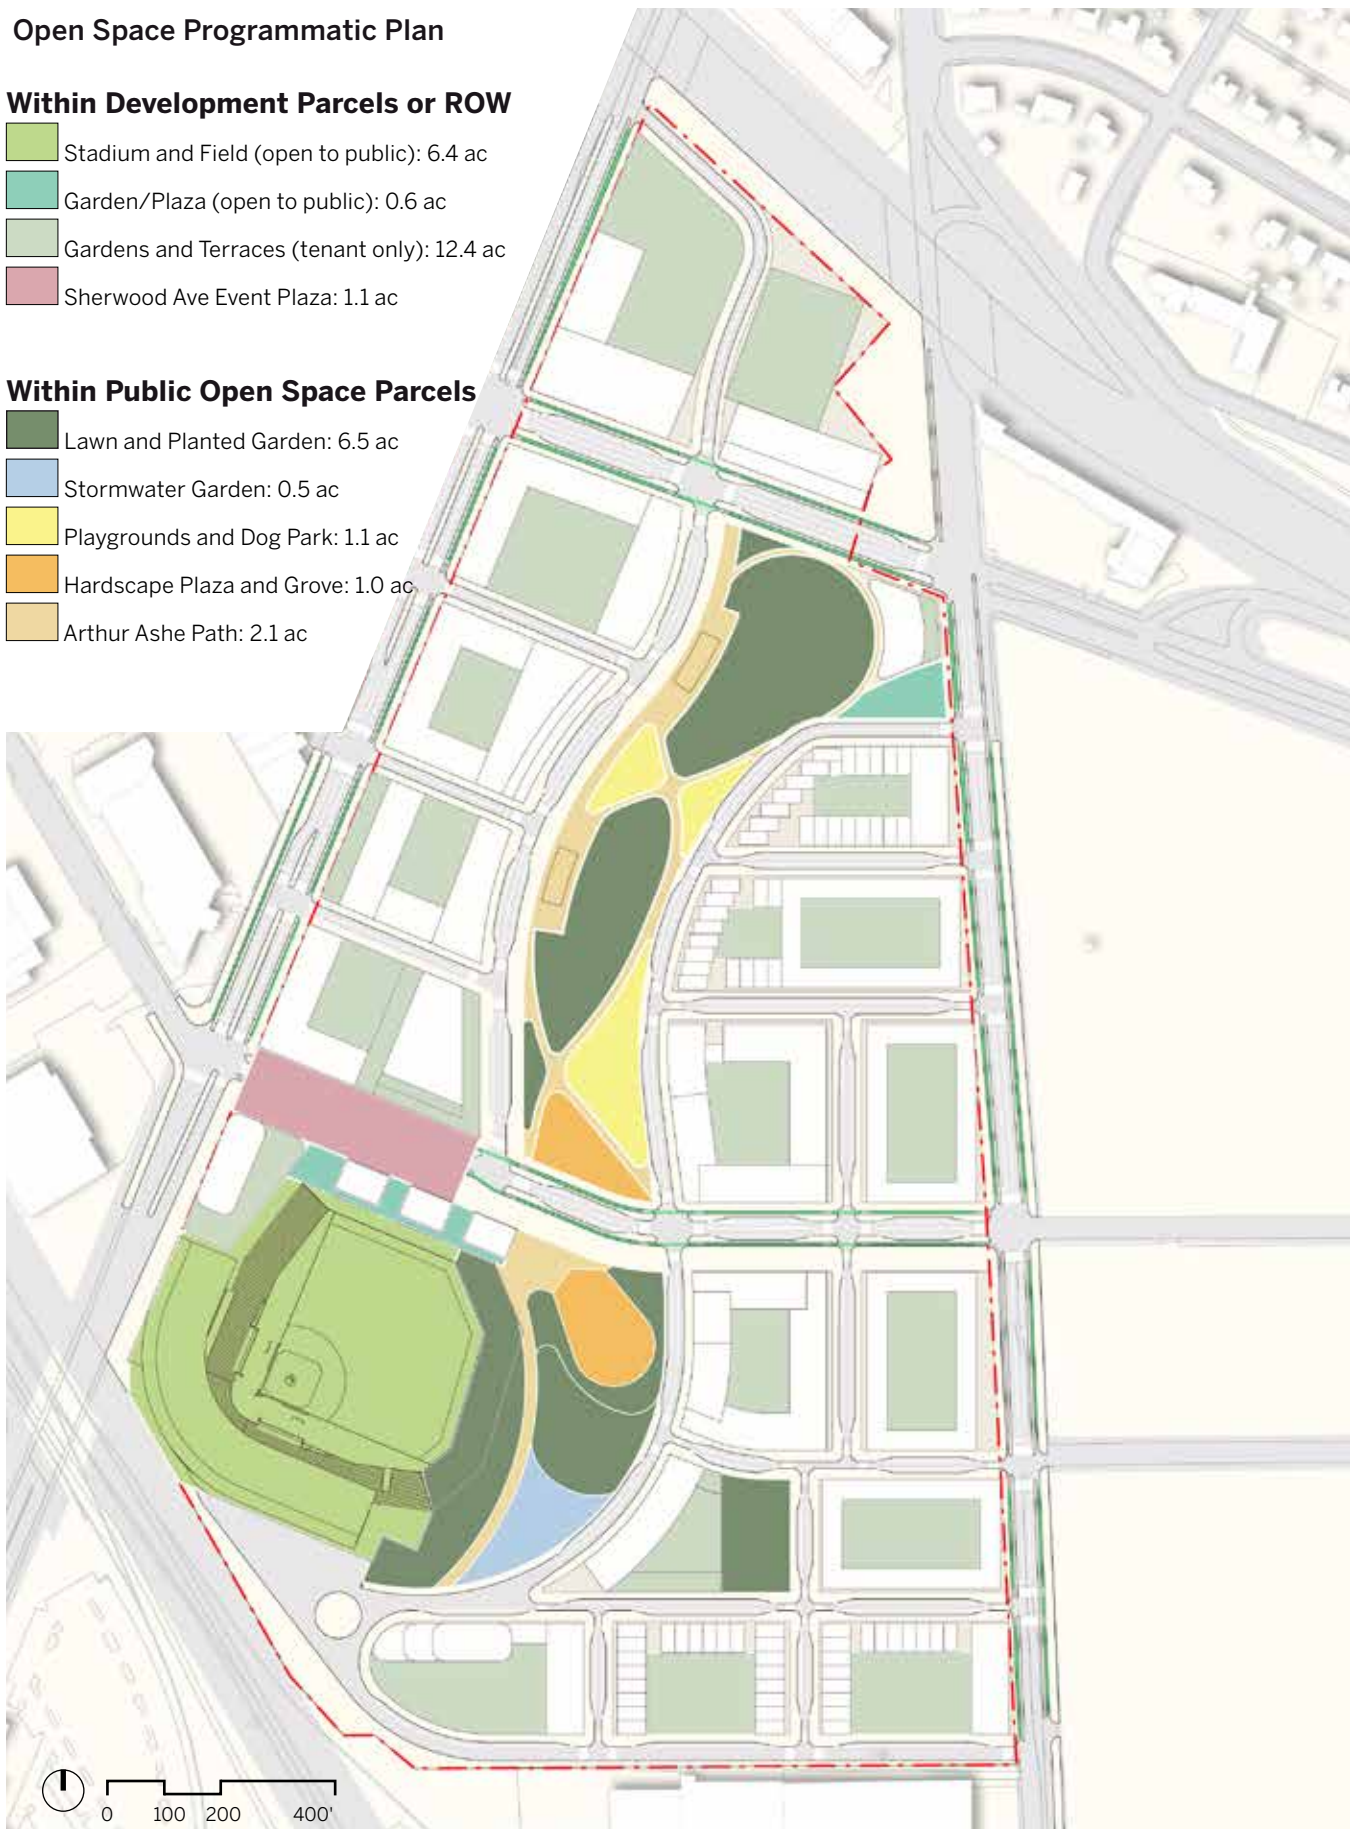 Open Space Programmatic Plan
Within Development Parcels or ROW
Stadium and Field (open to public): 6.4 ac
Garden/Plaza (open to public): 0.6 ac
Gardens and Terraces (tenant only): 12.4 ac
Sherwood Ave Event Plaza: 1.1 ac
Within Public Open Space Parcels
Lawn and Planted Garden: 6.5 ac
Stormwater Garden: 0.5 ac
Playgrounds and Dog Park: 1.1 ac
Hardscape Plaza and Grove: 1.0 ac
Arthur Ashe Path: 2.1 ac
0 100 200 400'